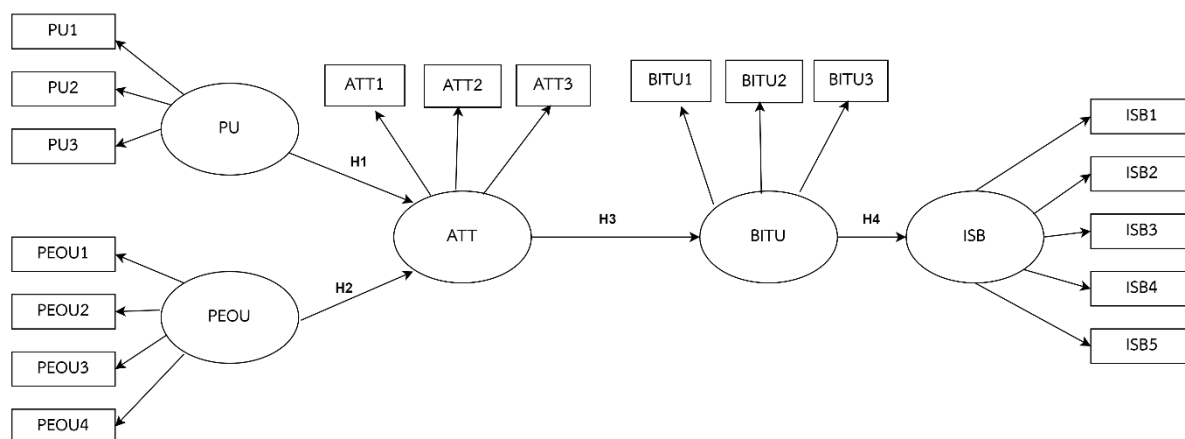 PU1
PU2
PU3
PU
H1
ATT1
ATT2
ATT3
ATT
PEOU1
PEOU2
PEOU3
PEOU4
PEOU
H2
H3
BITU1
BITU2
BITU3
BITU
H4
ISB
ISB1
ISB2
ISB3
ISB4
ISB5